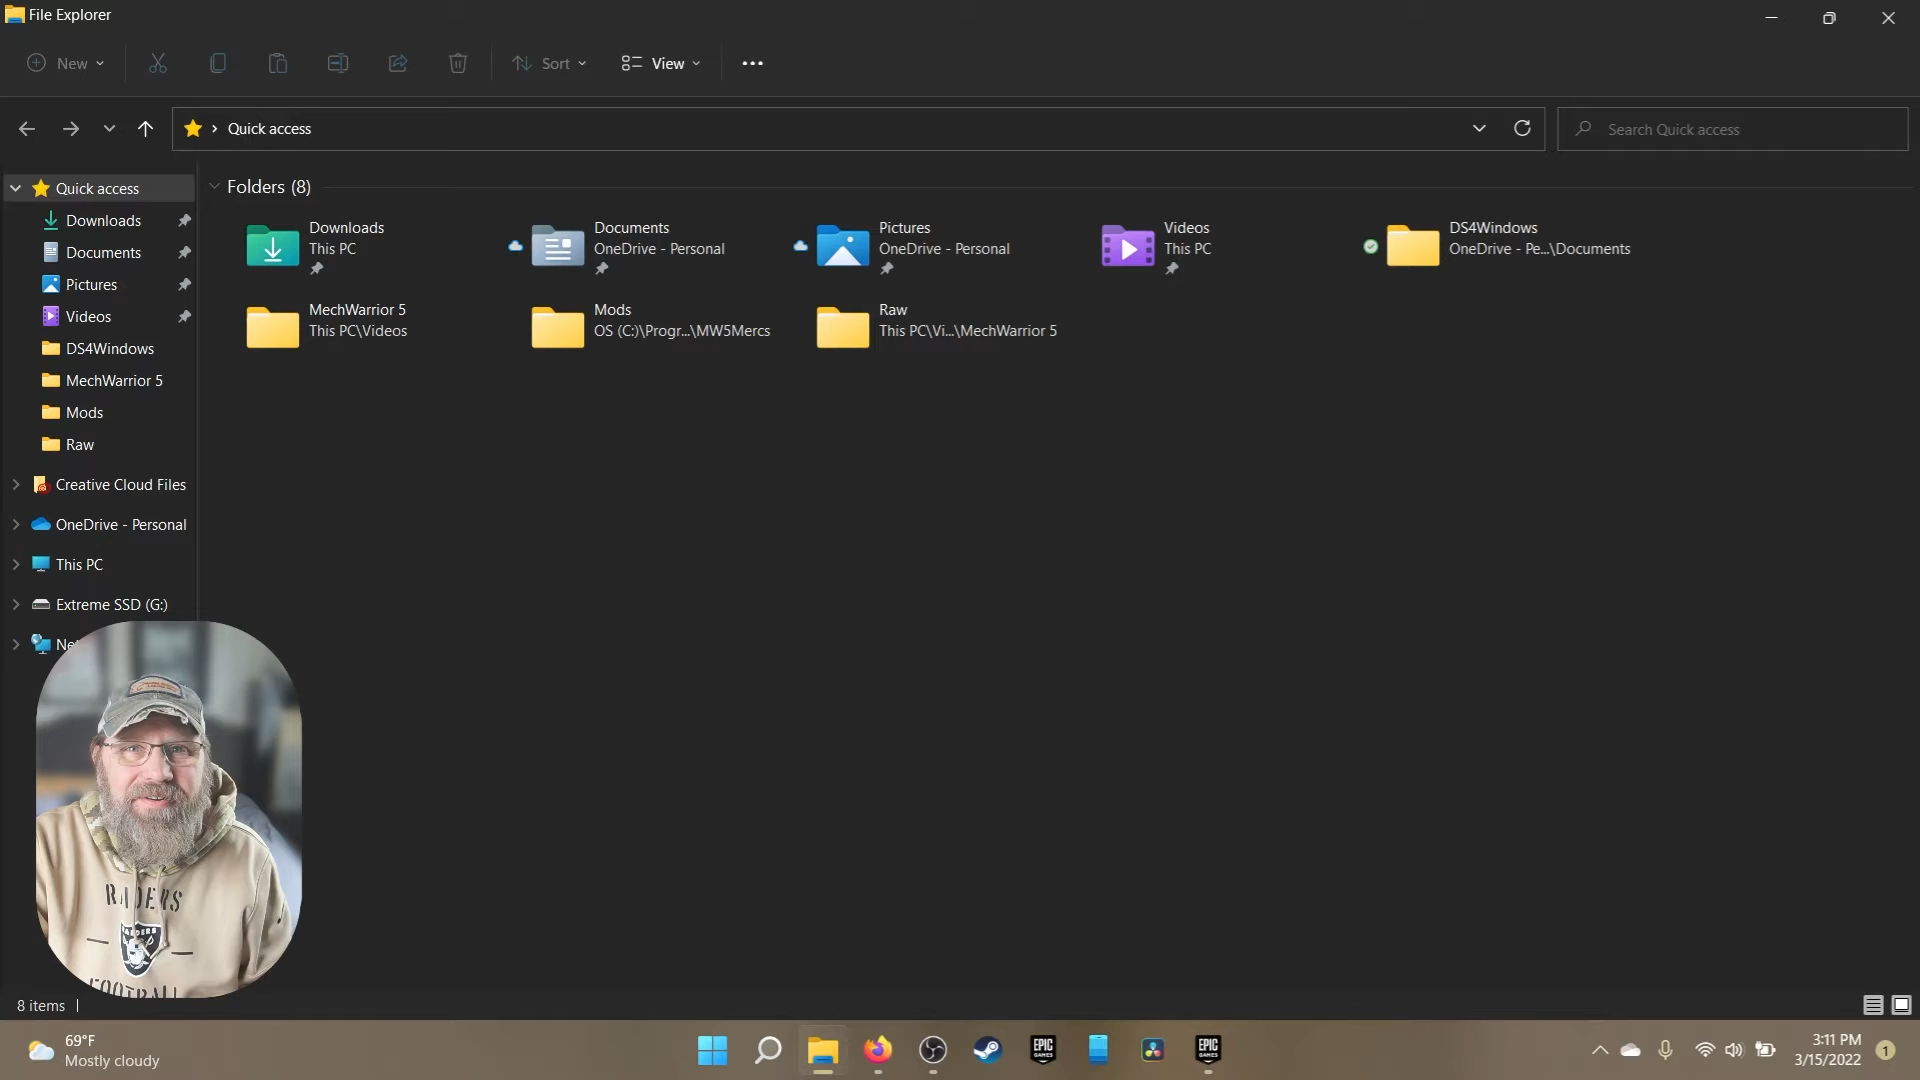 File Explorer
New
Sort
View
Quick access
Search Quick access
Quick access
Downloads
Documents
Pictures
Videos
DS4Windows
MechWarrior 5
Mods
Raw
Creative Cloud Files
OneDrive - Personal
This PC
Extreme SSD (G:)
Net
Folders (8)
Downloads
This PC
Documents
OneDrive - Personal
Pictures
OneDrive - Personal
Videos
This PC
DS4Windows
OneDrive - Pe...\Documents
MechWarrior 5
This PC\Videos
Mods
OS (C:)\Progr...\MW5Mercs
Raw
This PC\Vi...\MechWarrior 5
RAIDERS
RAIDERS
FOOTBALL
8 items
69°F
Mostly cloudy
EPIC
GAMES
EPIC
GAMES
3:11 PM
3/15/2022
1